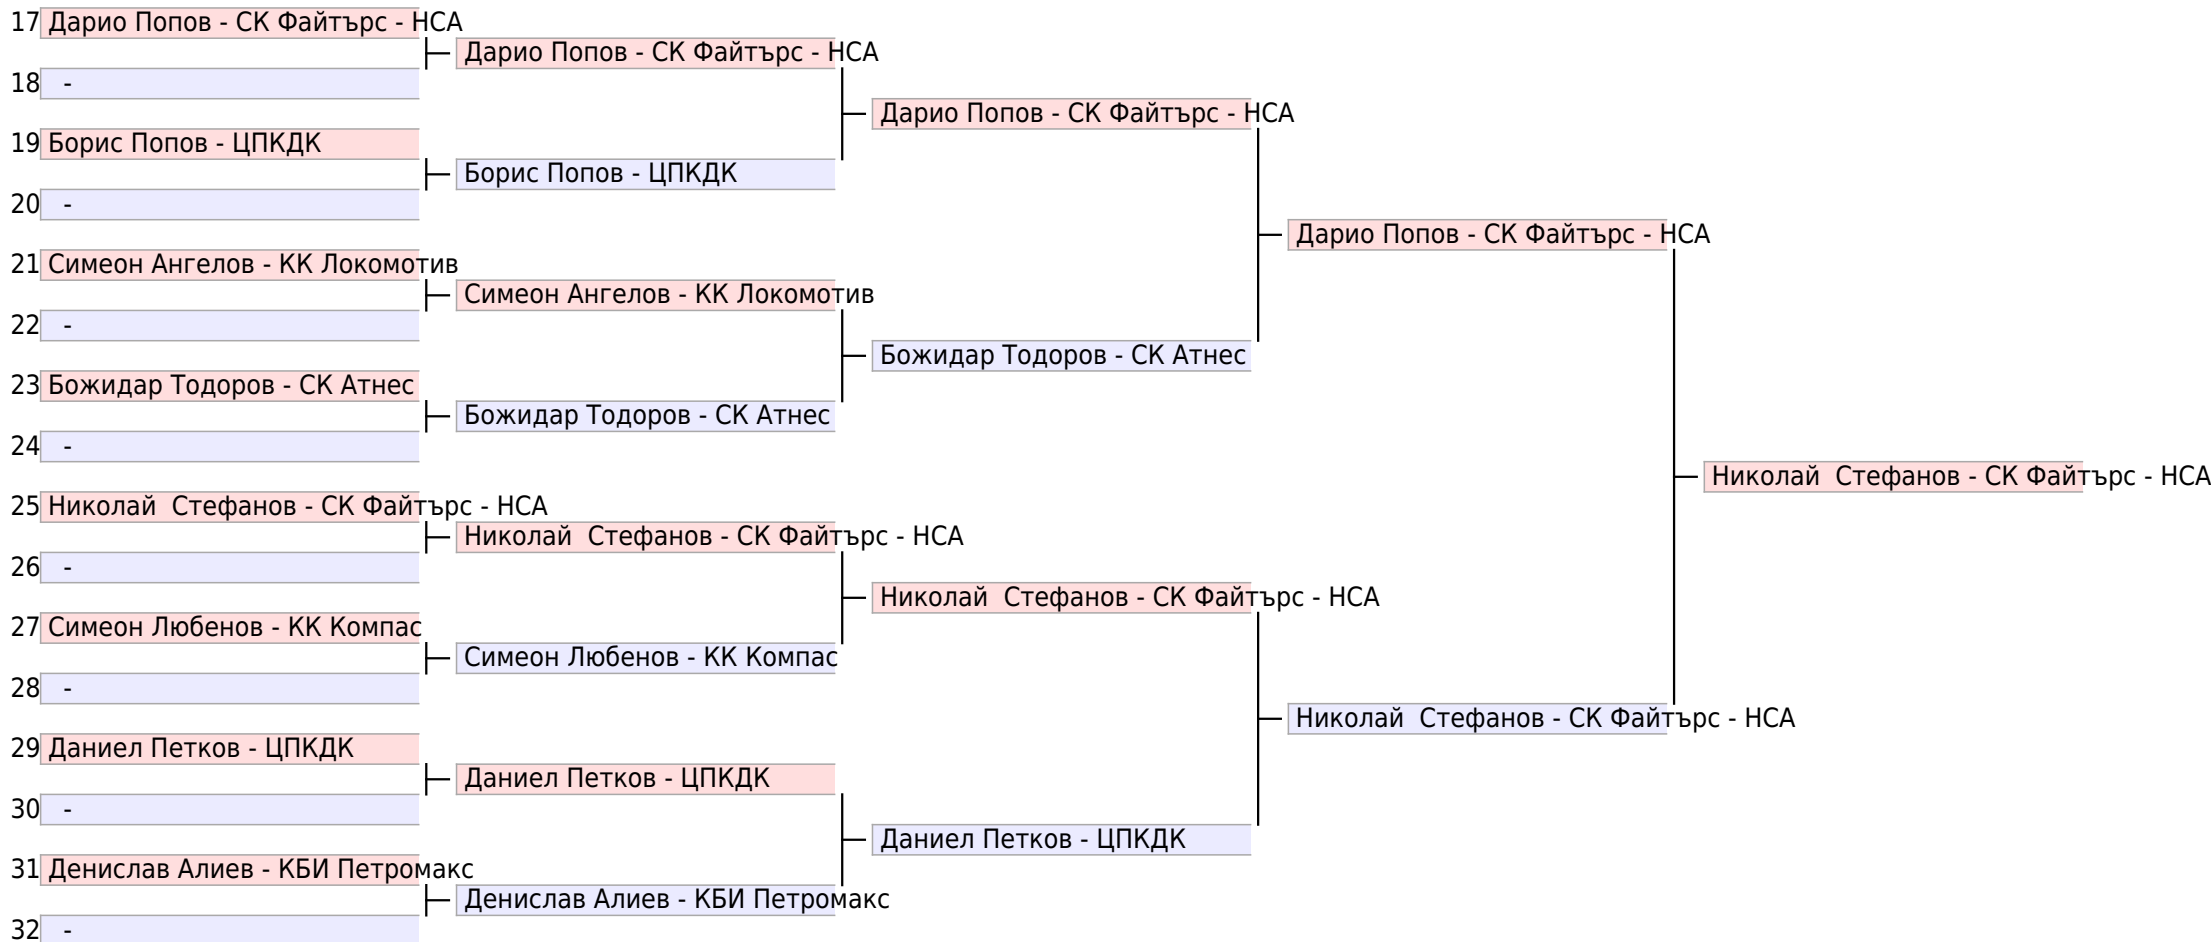 17 Дарио Попов - СК Файтърс - НСА
Дарио Попов - СК Файтърс - НСА
18 -
Дарио Попов - СК Файтърс - НСА
19 Борис Попов - ЦПКДК
Борис Попов - ЦПКДК
20 -
Дарио Попов - СК Файтърс - НСА
21 Симеон Ангелов - КК Локомотив
Симеон Ангелов - КК Локомотив
22 -
Божидар Тодоров - СК Атнес
23 Божидар Тодоров - СК Атнес
Божидар Тодоров - СК Атнес
24 -
Николай  Стефанов - СК Файтърс - НСА
25 Николай  Стефанов - СК Файтърс - НСА
Николай  Стефанов - СК Файтърс - НСА
26 -
Николай  Стефанов - СК Файтърс - НСА
27 Симеон Любенов - КК Компас
Симеон Любенов - КК Компас
28 -
Николай  Стефанов - СК Файтърс - НСА
29 Даниел Петков - ЦПКДК
Даниел Петков - ЦПКДК
30 -
Даниел Петков - ЦПКДК
31 Денислав Алиев - КБИ Петромакс
Денислав Алиев - КБИ Петромакс
32 -